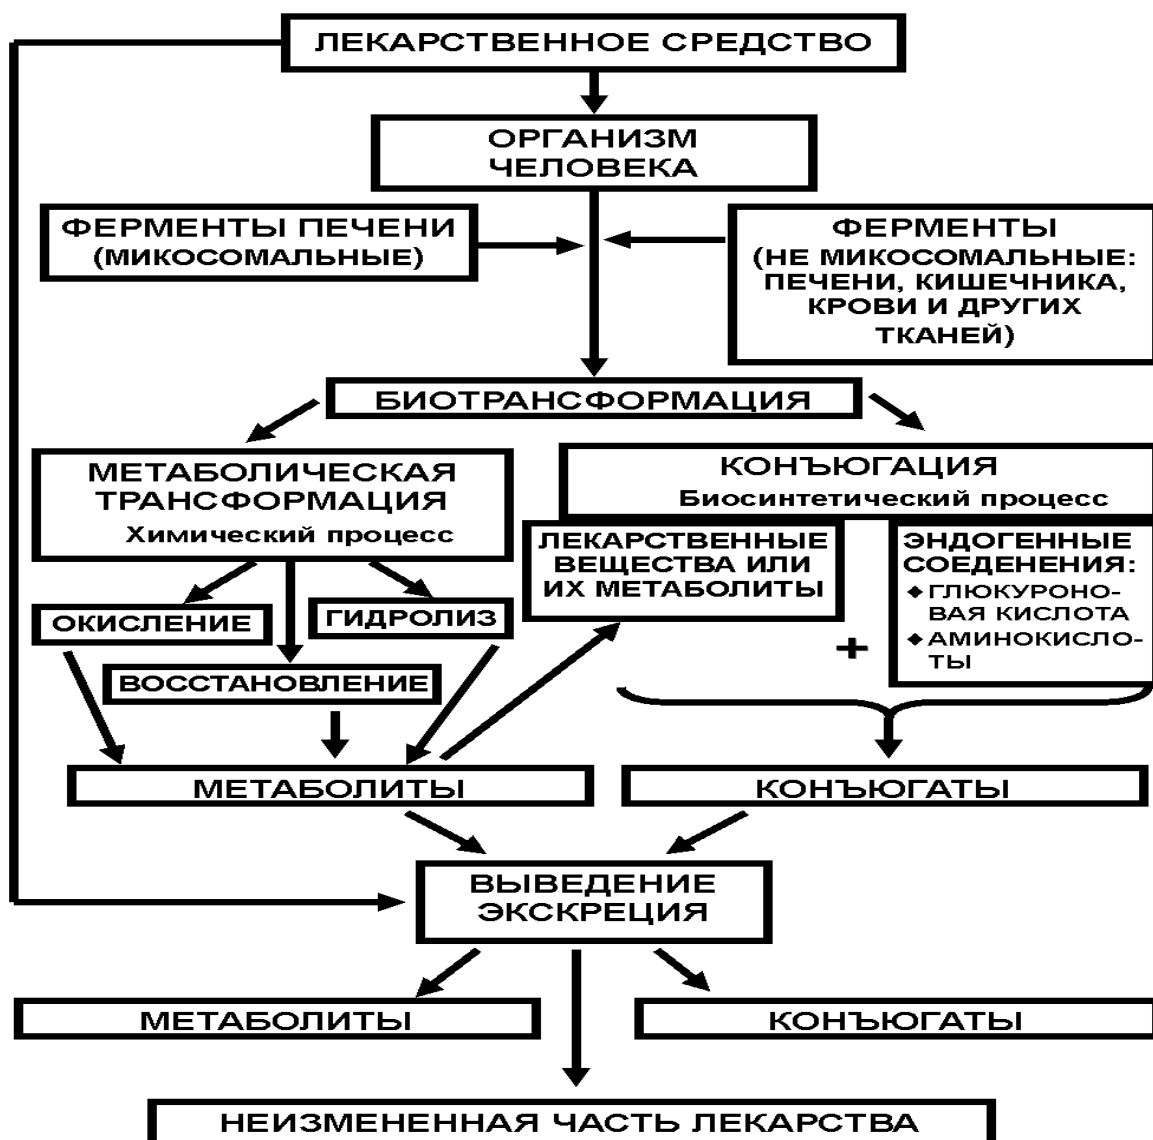 ЛЕКАРСТВЕННОЕ СРЕДСТВО
ОРГАНИЗМ
ЧЕЛОВЕКА
ФЕРМЕНТЫ ПЕЧЕНИ
(МИКОСОМАЛЬНЫЕ)
ФЕРМЕНТЫ
(НЕ МИКОСОМАЛЬНЫЕ:
ПЕЧЕНИ, КИШЕЧНИКА,
КРОВИ И ДРУГИХ
ТКАНЕЙ)
БИОТРАНСФОРМАЦИЯ
МЕТАБОЛИЧЕСКАЯ
ТРАНСФОРМАЦИЯ
Химический процесс
КОНЪЮГАЦИЯ
Биосинтетический процесс
ЛЕКАРСТВЕННЫЕ
ВЕЩЕСТВА ИЛИ
ИХ МЕТАБОЛИТЫ
+
ЭНДОГЕННЫЕ
СОЕДЕНЕНИЯ:
◆ ГЛЮКУРОНО-
ВАЯ КИСЛОТА
◆ АМИНОКИСЛО-
ТЫ
ОКИСЛЕНИЕ
ГИДРОЛИЗ
ВОССТАНОВЛЕНИЕ
МЕТАБОЛИТЫ
КОНЪЮГАТЫ
ВЫВЕДЕНИЕ
ЭКСКРЕЦИЯ
МЕТАБОЛИТЫ
КОНЪЮГАТЫ
НЕИЗМЕНЕННАЯ ЧАСТЬ ЛЕКАРСТВА